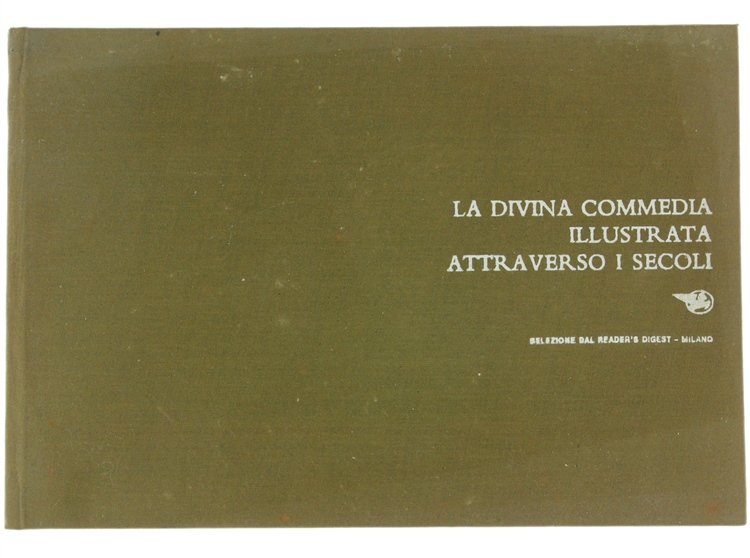 LA DIVINA COMMEDIA
ILLUSTRATA
ATTRAVERSO I SECOLI
SELEZIONE DAL READER'S DIGEST - MILANO